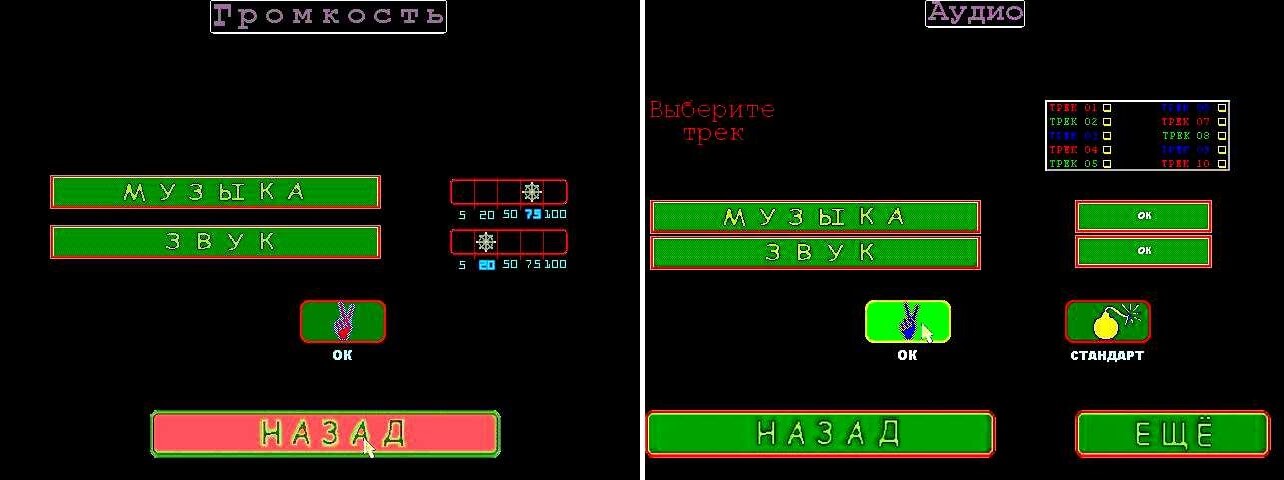 Громкость
МУЗЫКА
5 20 50 75 100
ЗВУК
5 20 50 75 100
ОК
НАЗАД
Аудио
Выберите
трек
ТРЕК 01
ТРЕК 02 ТРЕК 07
ТРЕК 08
ТРЕК 04
ТРЕК 05 ТРЕК 10
МУЗЫКА ОК
ЗВУК ОК
ОК СТАНДАРТ
НАЗАД ЕЩЁ